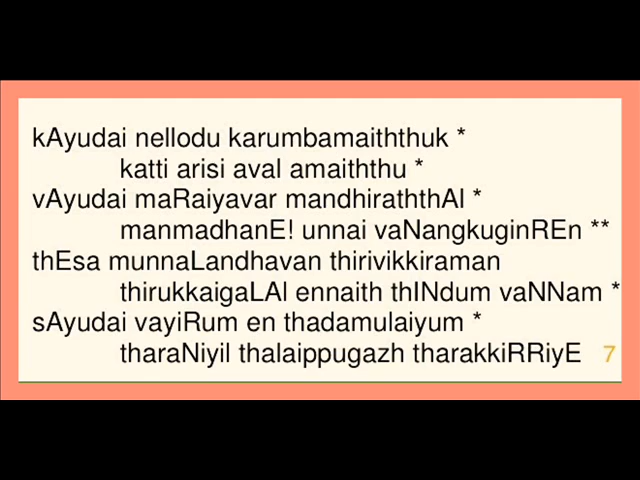 kAyudai nellodu karumbamaiththuk *
katti arisi aval amaiththu *
vAyudai maRaiyavar mandhiraththAl *
manmadhanE! unnai vaNangkuginREn **
thEsa munnaLandhavan thirivikkiraman
thirukkaigaLAl ennaith thINdum vaNNam *
sAyudai vayiRum en thadamulaiyum *
tharaNiyil thalaippugazh tharakkiRRiyE 7